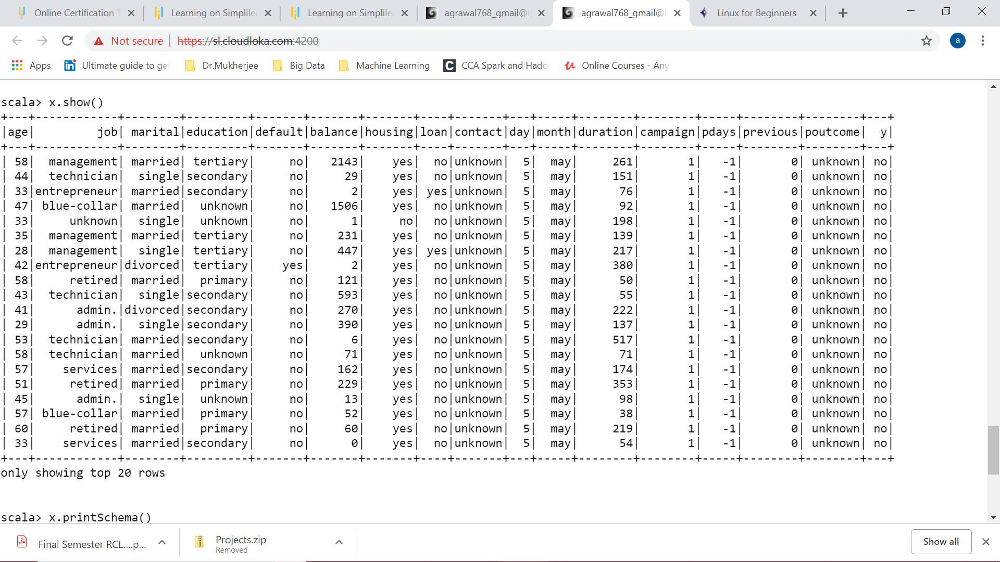 Online Certification T
Learning on Simplilea
Learning on Simplilea
agrawal768_gmail@i
agrawal768_gmail@i
Linux for Beginners
Not secure | https://sl.cloudloka.com:4200
a
Apps
Ultimate guide to get
Dr.Mukherjee
Big Data
Machine Learning
CCA Spark and Hado
Online Courses - Any
scala> x.show()
+---+------------+--------+---------+-------+-------+-------+----+-------+---+-----+--------+--------+-----+--------+--------+---+
|age|         job| marital|education|default|balance|housing|loan|contact|day|month|duration|campaign|pdays|previous|poutcome|  y|
+---+------------+--------+---------+-------+-------+-------+----+-------+---+-----+--------+--------+-----+--------+--------+---+
| 58|  management| married| tertiary|     no|   2143|    yes|  no|unknown|  5|  may|     261|       1|   -1|       0| unknown| no|
| 44|  technician|  single|secondary|     no|     29|    yes|  no|unknown|  5|  may|     151|       1|   -1|       0| unknown| no|
| 33|entrepreneur| married|secondary|     no|      2|    yes| yes|unknown|  5|  may|      76|       1|   -1|       0| unknown| no|
| 47| blue-collar| married|  unknown|     no|   1506|    yes|  no|unknown|  5|  may|      92|       1|   -1|       0| unknown| no|
| 33|     unknown|  single|  unknown|     no|      1|     no|  no|unknown|  5|  may|     198|       1|   -1|       0| unknown| no|
| 35|  management| married| tertiary|     no|    231|    yes|  no|unknown|  5|  may|     139|       1|   -1|       0| unknown| no|
| 28|  management|  single| tertiary|     no|    447|    yes| yes|unknown|  5|  may|     217|       1|   -1|       0| unknown| no|
| 42|entrepreneur|divorced| tertiary|    yes|      2|    yes|  no|unknown|  5|  may|     380|       1|   -1|       0| unknown| no|
| 58|     retired| married|  primary|     no|    121|    yes|  no|unknown|  5|  may|      50|       1|   -1|       0| unknown| no|
| 43|  technician|  single|secondary|     no|    593|    yes|  no|unknown|  5|  may|      55|       1|   -1|       0| unknown| no|
| 41|      admin.|divorced|secondary|     no|    270|    yes|  no|unknown|  5|  may|     222|       1|   -1|       0| unknown| no|
| 29|      admin.|  single|secondary|     no|    390|    yes|  no|unknown|  5|  may|     137|       1|   -1|       0| unknown| no|
| 53|  technician| married|secondary|     no|      6|    yes|  no|unknown|  5|  may|     517|       1|   -1|       0| unknown| no|
| 58|  technician| married|  unknown|     no|     71|    yes|  no|unknown|  5|  may|      71|       1|   -1|       0| unknown| no|
| 57|    services| married|secondary|     no|    162|    yes|  no|unknown|  5|  may|     174|       1|   -1|       0| unknown| no|
| 51|     retired| married|  primary|     no|    229|    yes|  no|unknown|  5|  may|     353|       1|   -1|       0| unknown| no|
| 45|      admin.|  single|  unknown|     no|     13|    yes|  no|unknown|  5|  may|      98|       1|   -1|       0| unknown| no|
| 57| blue-collar| married|  primary|     no|     52|    yes|  no|unknown|  5|  may|      38|       1|   -1|       0| unknown| no|
| 60|     retired| married|  primary|     no|     60|    yes|  no|unknown|  5|  may|     219|       1|   -1|       0| unknown| no|
| 33|    services| married|secondary|     no|      0|    yes|  no|unknown|  5|  may|      54|       1|   -1|       0| unknown| no|
+---+------------+--------+---------+-------+-------+-------+----+-------+---+-----+--------+--------+-----+--------+--------+---+
only showing top 20 rows
scala> x.printSchema()
Final Semester RCL....p...
Projects.zip
Removed
Show all